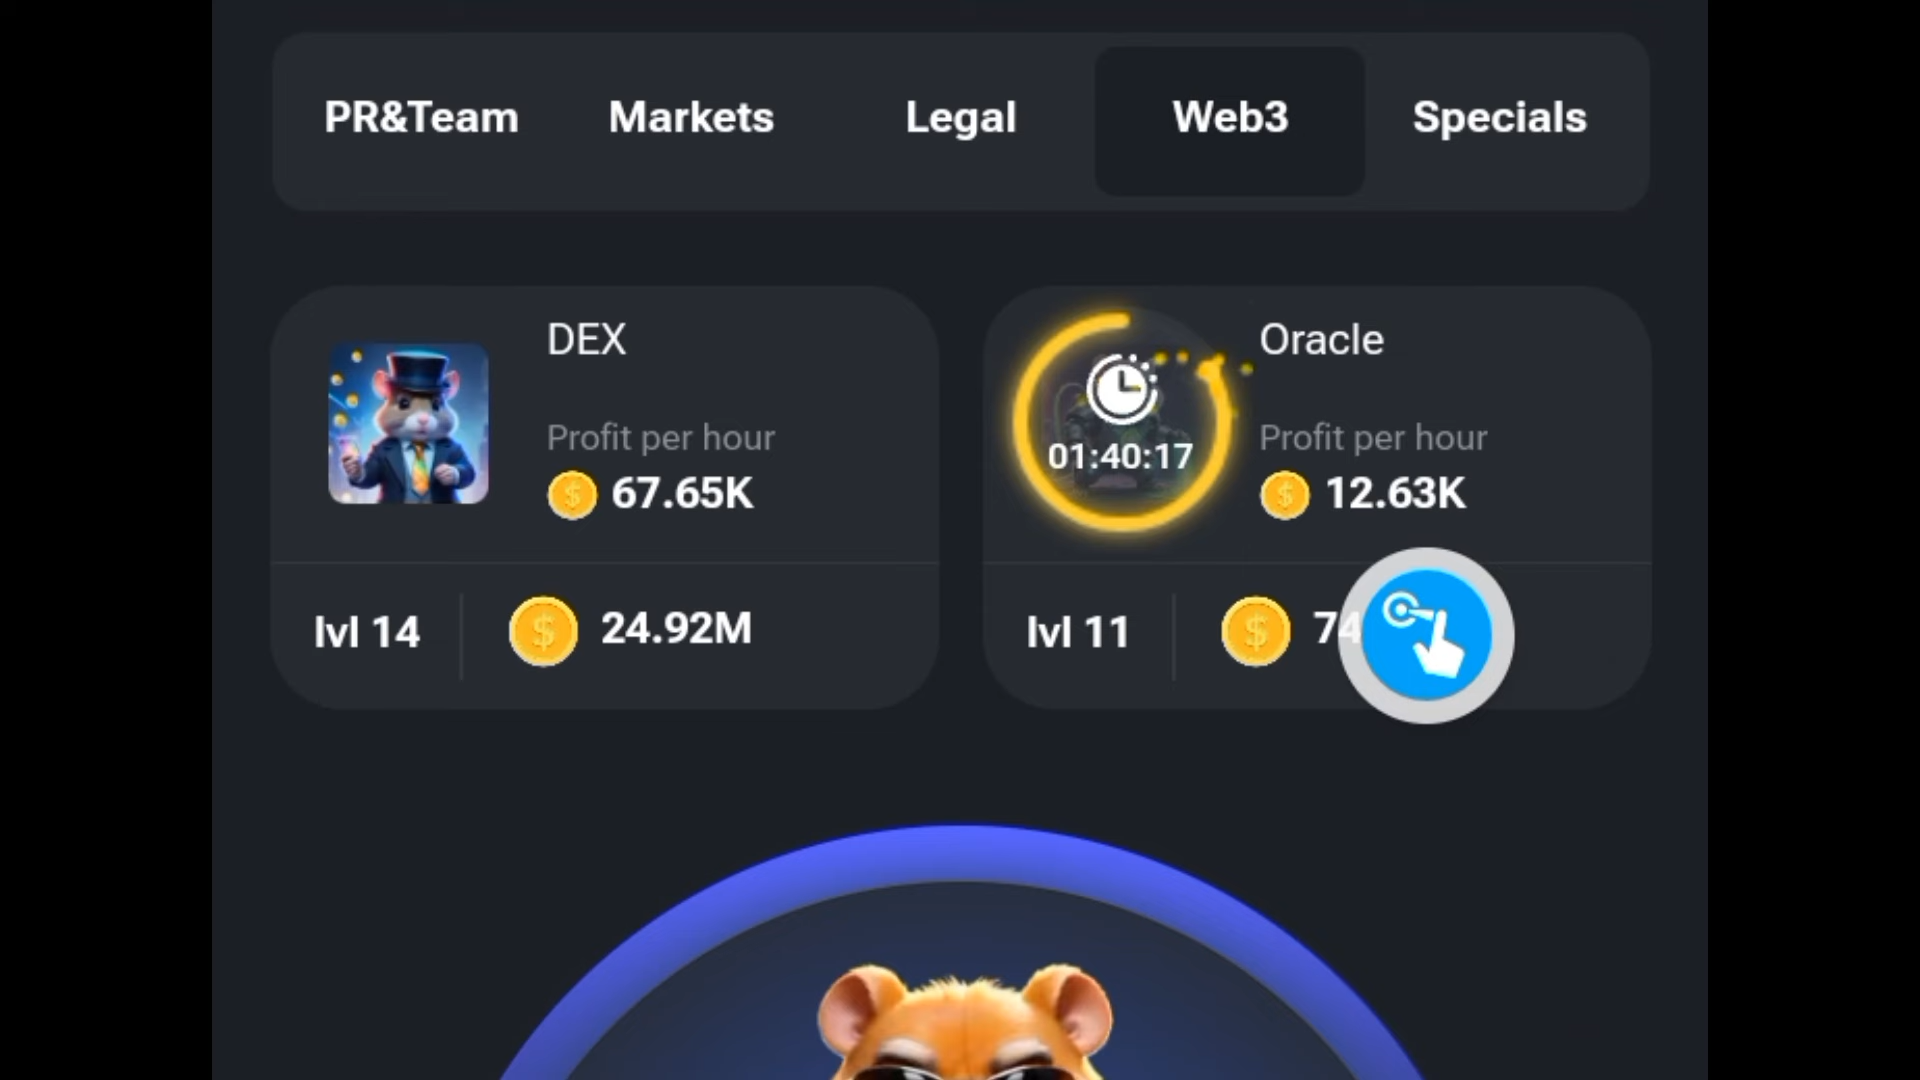 PR&Team Markets Legal Web3 Specials
DEX
Profit per hour
67.65K
lvl 14
24.92M
01:40:17
Oracle
Profit per hour
12.63K
lvl 11
74